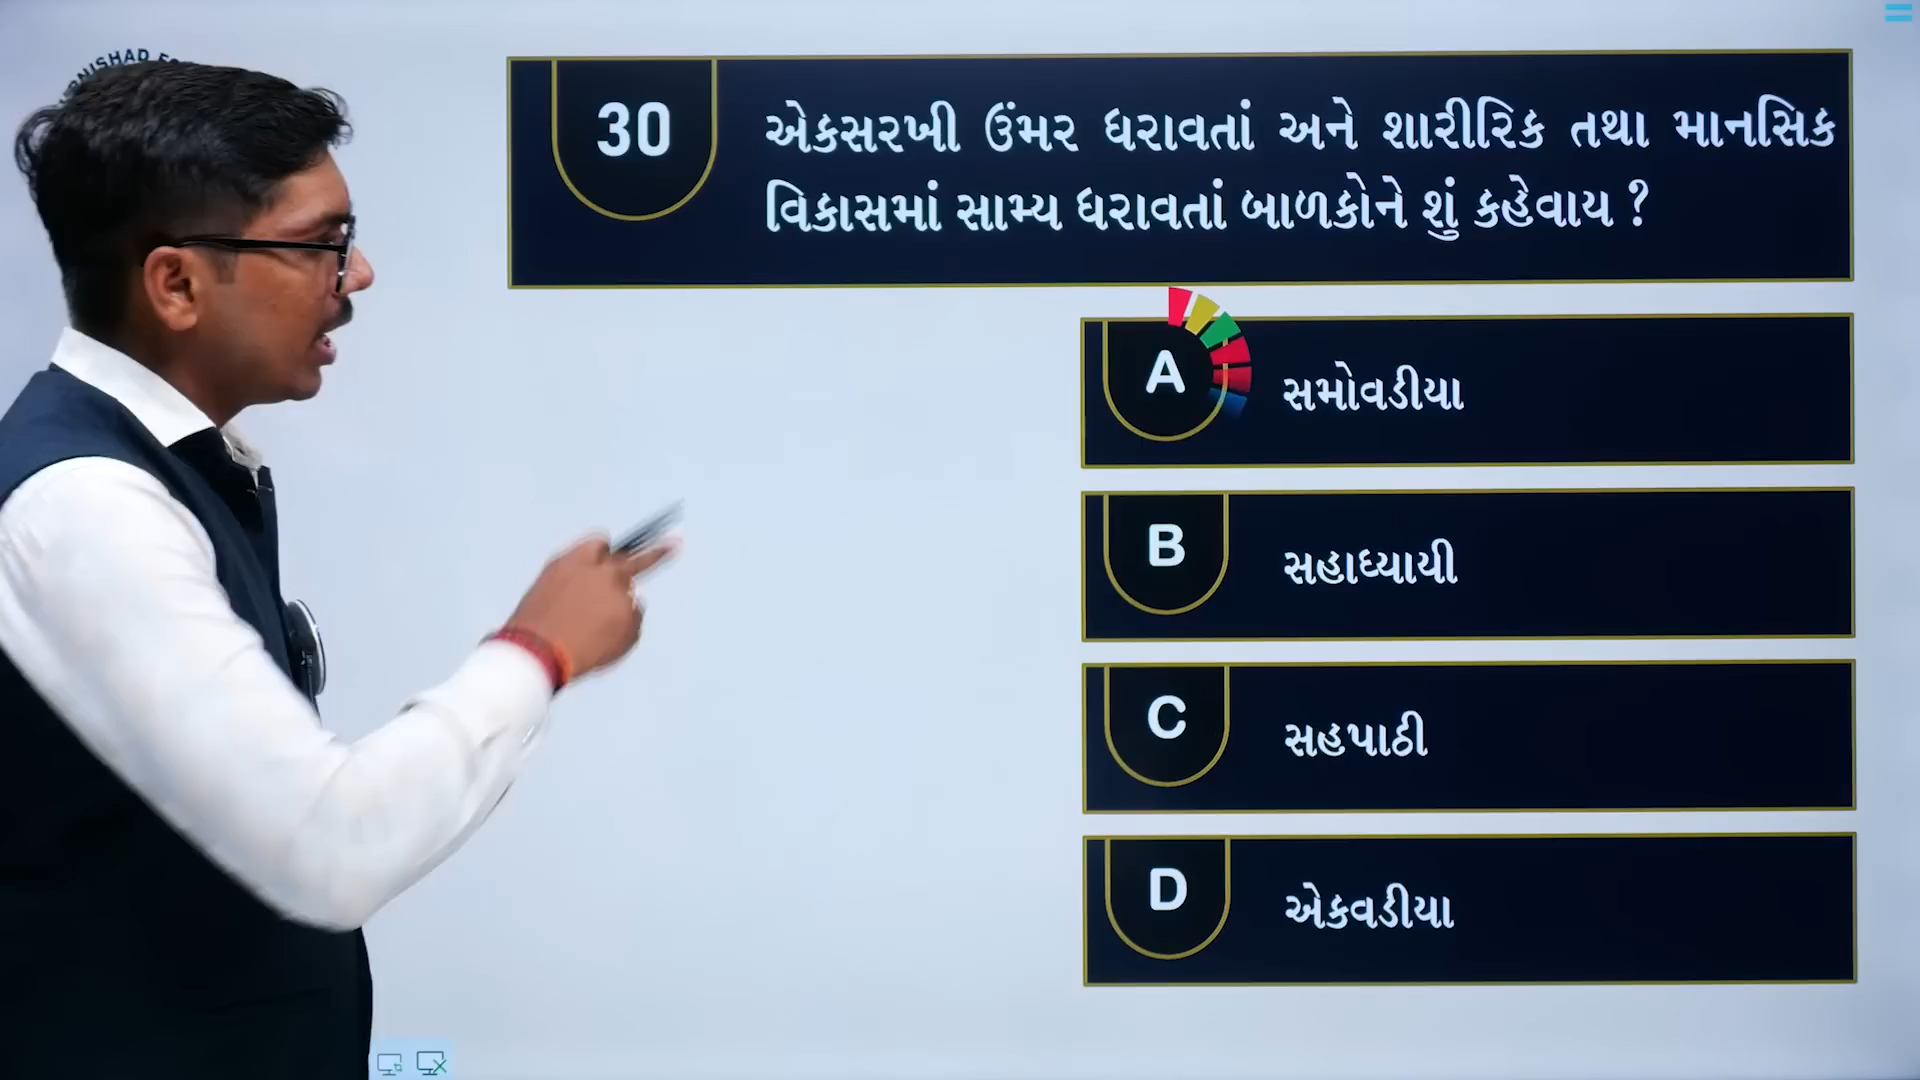 30
એકસરખી ઉંમર ધરાવતાં અને શારીરિક તથા માનસિક
વિકાસમાં સામ્ય ધરાવતાં બાળકોને શું કહેવાય ?
A
સમોવડીયા
B
સહાધ્યાયી
C
સહપાઠી
D
એકવડીયા